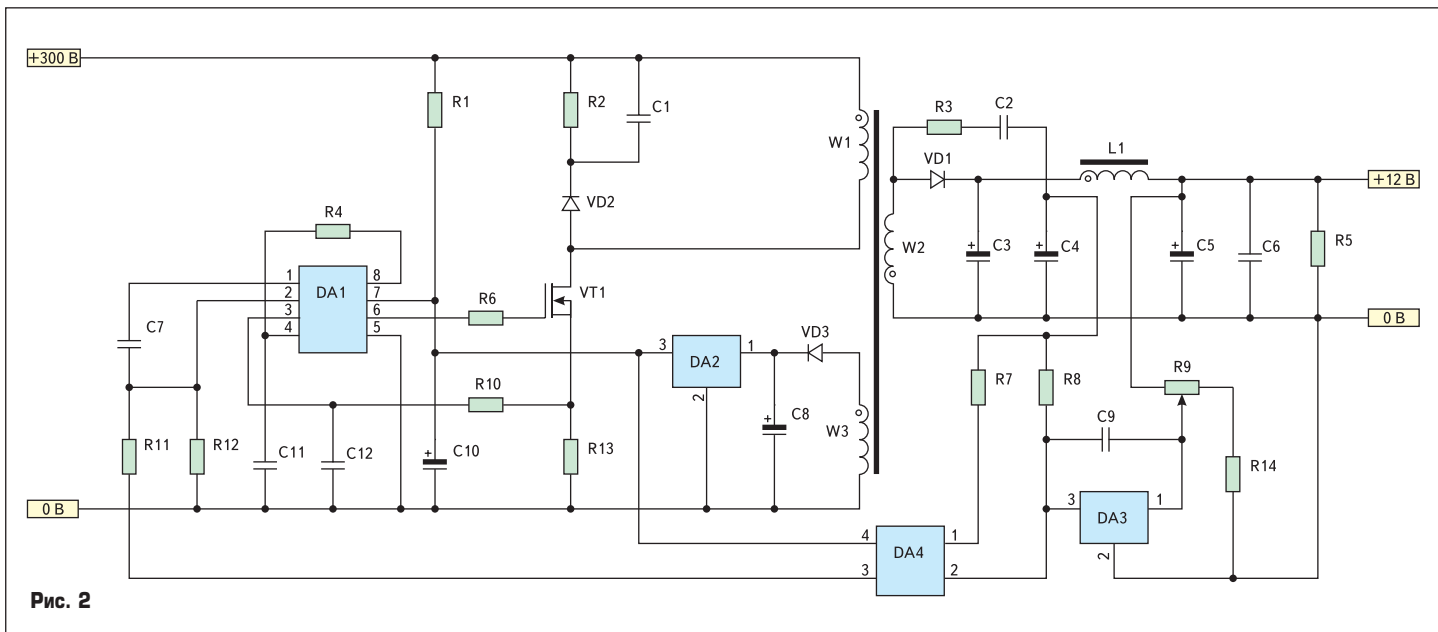 +300 В
R1
R2
C1
W1
R3
C2
VD1
L1
+12 В
VD2
R4
W2
C3
C4
C5
C6
R5
1
2
3
4
DA1
8
7
6
5
R6
VT1
0 В
C7
VD3
3
DA2
1
2
R7
R8
R9
R10
C8
W3
C9
R11
R12
C11
C12
C10
R13
R14
0 В
3
DA3
1
2
4
3
DA4
1
2
Рис. 2